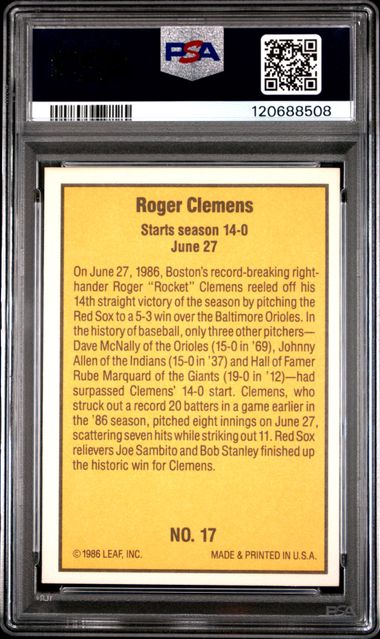 PSA
120688508
Roger Clemens
Starts season 14-0
June 27
On June 27, 1986, Boston's record-breaking right-
hander Roger "Rocket" Clemens reeled off his
14th straight victory of the season by pitching the
Red Sox to a 5-3 win over the Baltimore Orioles. In
the history of baseball, only three other pitchers—
Dave McNally of the Orioles (15-0 in '69), Johnny
Allen of the Indians (15-0 in '37) and Hall of Famer
Rube Marquard of the Giants (19-0 in '12)—had
surpassed Clemens' 14-0 start. Clemens, who
struck out a record 20 batters in a game earlier in
the '86 season, pitched eight innings on June 27,
scattering seven hits while striking out 11. Red Sox
relievers Joe Sambito and Bob Stanley finished up
the historic win for Clemens.
NO. 17
©1986 LEAF, INC. MADE & PRINTED IN U.S.A.
PSA